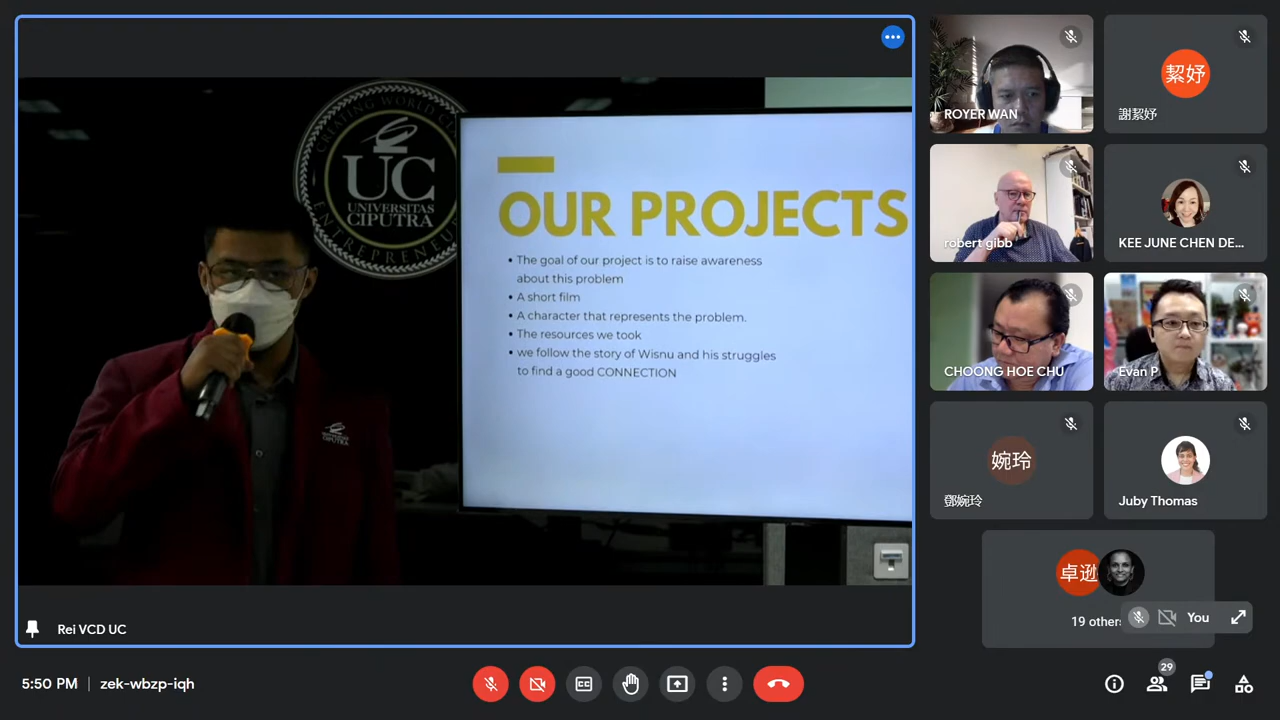 CREATING WORLD CL
UC
UNIVERSITAS
CIPUTRA
ENTREPRENEUR
OUR PROJECTS
• The goal of our project is to raise awareness
about this problem
• A short film
• A character that represents the problem.
• The resources we took
• we follow the story of Wisnu and his struggles
to find a good CONNECTION
Rei VCD UC
ROYER WAN
絜妤
謝絜妤
robert gibb
KEE JUNE CHEN DE...
CHOONG HOE CHU
Evan P
婉玲
鄧婉玲
Juby Thomas
卓遜
19 others
You
5:50 PM | zek-wbzp-iqh
29